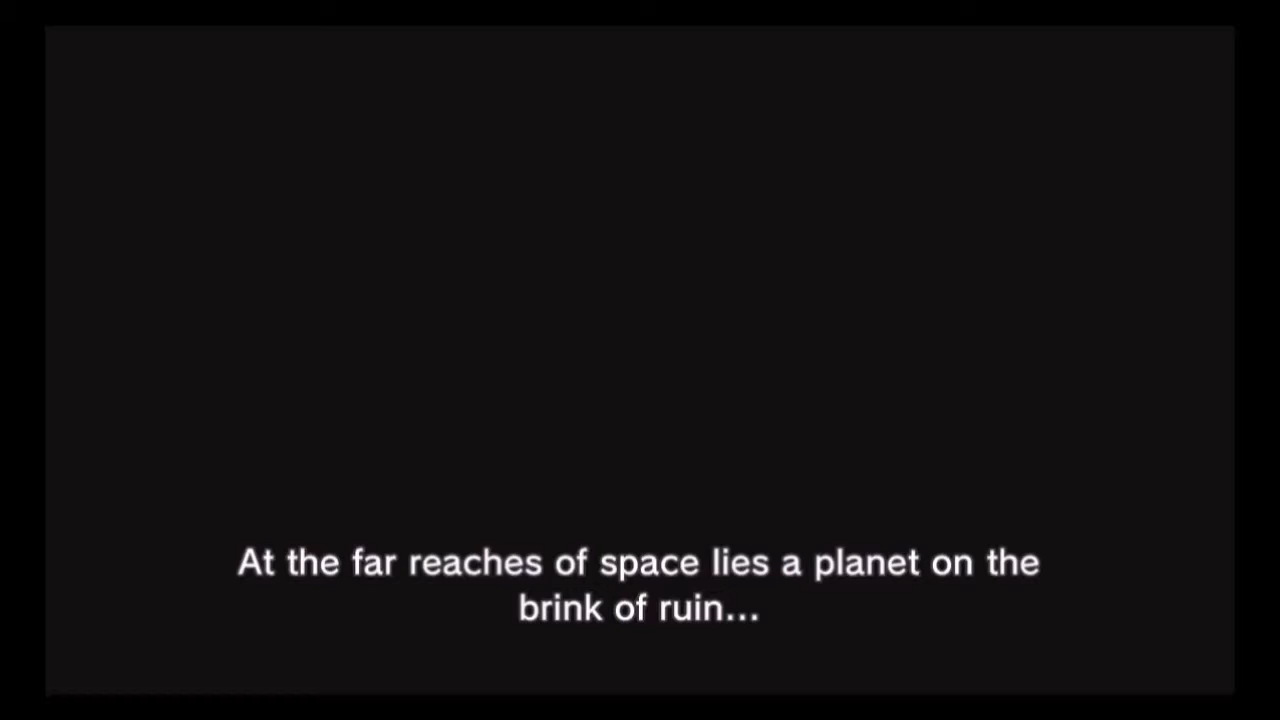 At the far reaches of space lies a planet on the
brink of ruin...